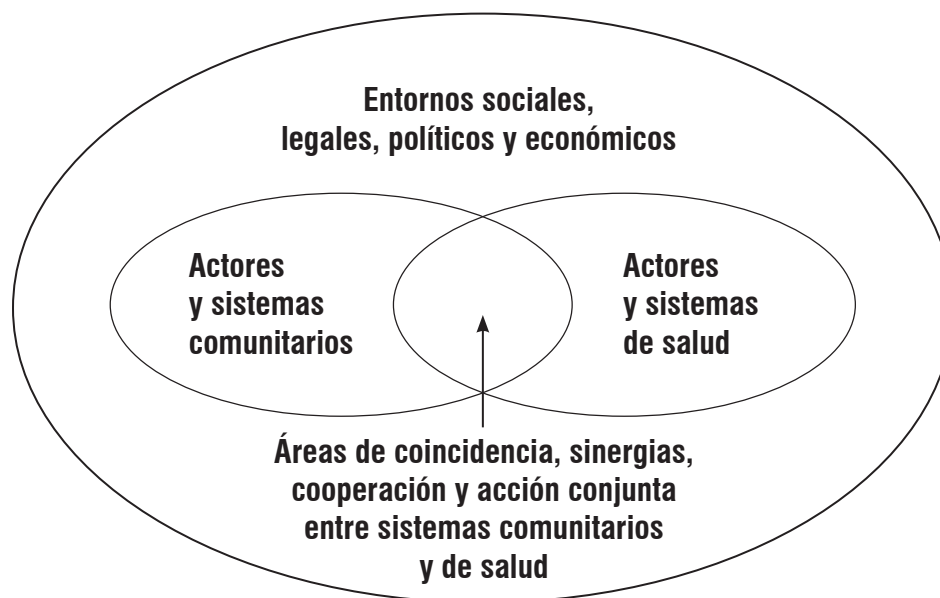 Entornos sociales,
legales, políticos y económicos
Actores
y sistemas
comunitarios
Actores
y sistemas
de salud
Áreas de coincidencia, sinergias,
cooperación y acción conjunta
entre sistemas comunitarios
y de salud